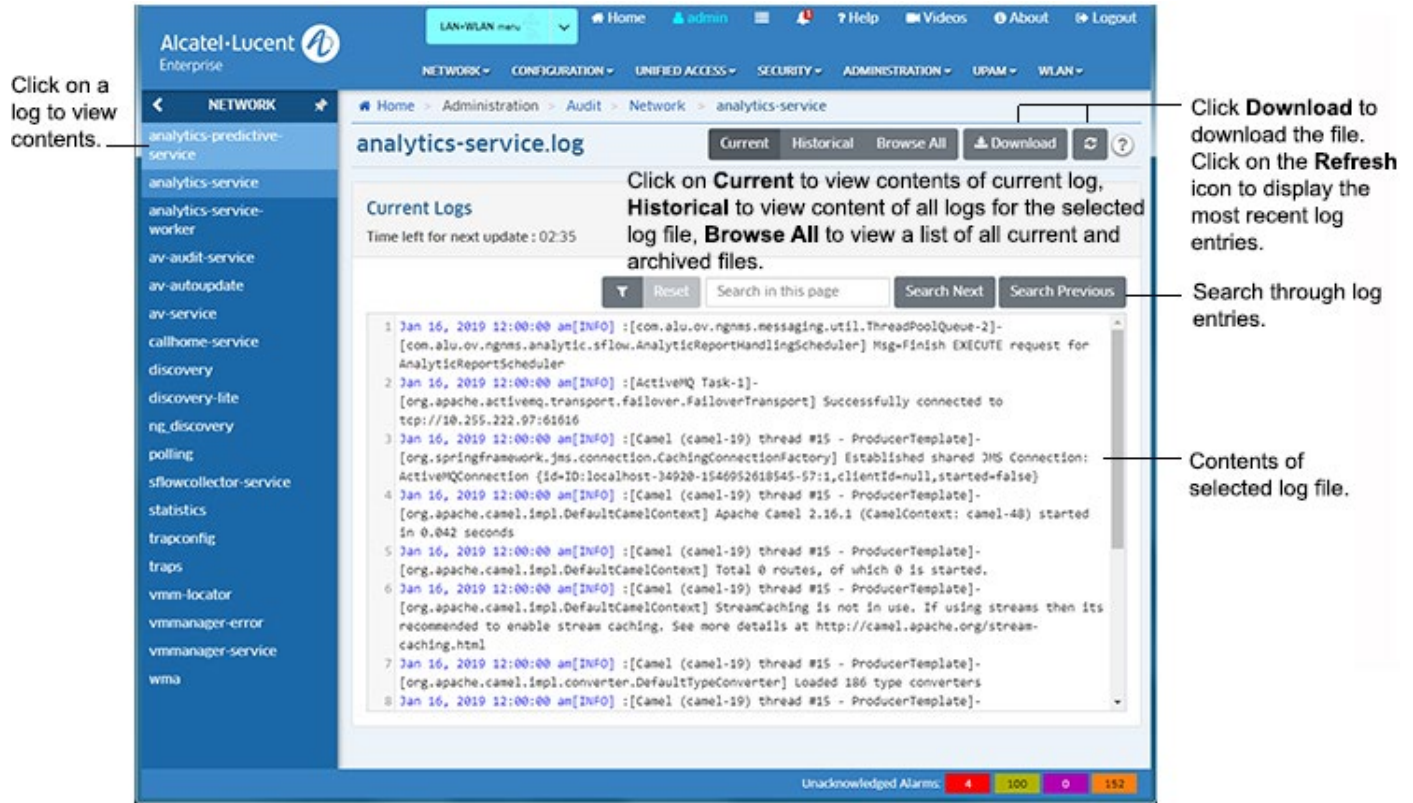 Alcatel·Lucent
Enterprise
LAN+WLAN menu
Home
admin
? Help
Videos
About
Logout
NETWORK
CONFIGURATION
UNIFIED ACCESS
SECURITY
ADMINISTRATION
UPAM
WLAN
Click on a
log to view
contents.
NETWORK
analytics-predictive-
service
analytics-service
analytics-service-
worker
av-audit-service
av-autoupdate
av-service
callhome-service
discovery
discovery-lite
ng_discovery
polling
sflowcollector-service
statistics
trapconfig
traps
vmm-locator
vmmanager-error
vmmanager-service
wma
Home > Administration > Audit > Network > analytics-service
analytics-service.log
Current
Historical
Browse All
Download
?
Click Download to
download the file.
Click on the Refresh
icon to display the
most recent log
entries.
Click on Current to view contents of current log,
Historical to view content of all logs for the selected
log file, Browse All to view a list of all current and
archived files.
Current Logs
Time left for next update : 02:35
Reset
Search in this page
Search Next
Search Previous
Search through log
entries.
1 Jan 16, 2019 12:00:00 am[INFO] :[com.alu.ov.ngnms.messaging.util.ThreadPoolQueue-2]-
[com.alu.ov.ngnms.analytic.sflow.AnalyticReportHandlingScheduler] Msg=Finish EXECUTE request for
AnalyticReportScheduler
2 Jan 16, 2019 12:00:00 am[INFO] :[ActiveMQ Task-1]-
[org.apache.activemq.transport.failover.FailoverTransport] Successfully connected to
tcp://10.255.222.97:61616
3 Jan 16, 2019 12:00:00 am[INFO] :[Camel (camel-19) thread #15 - ProducerTemplate]-
[org.springframework.jms.connection.CachingConnectionFactory] Established shared JMS Connection:
ActiveMQConnection {id=ID:localhost-34920-1546952618545-57:1,clientId=null,started=false}
4 Jan 16, 2019 12:00:00 am[INFO] :[Camel (camel-19) thread #15 - ProducerTemplate]-
[org.apache.camel.impl.DefaultCamelContext] Apache Camel 2.16.1 (CamelContext: camel-48) started
in 0.042 seconds
5 Jan 16, 2019 12:00:00 am[INFO] :[Camel (camel-19) thread #15 - ProducerTemplate]-
[org.apache.camel.impl.DefaultCamelContext] Total 0 routes, of which 0 is started.
6 Jan 16, 2019 12:00:00 am[INFO] :[Camel (camel-19) thread #15 - ProducerTemplate]-
[org.apache.camel.impl.DefaultCamelContext] StreamCaching is not in use. If using streams then its
recommended to enable stream caching. See more details at http://camel.apache.org/stream-
caching.html
7 Jan 16, 2019 12:00:00 am[INFO] :[Camel (camel-19) thread #15 - ProducerTemplate]-
[org.apache.camel.impl.converter.DefaultTypeConverter] Loaded 186 type converters
8 Jan 16, 2019 12:00:00 am[INFO] :[Camel (camel-19) thread #15 - ProducerTemplate]-
Contents of
selected log file.
Unacknowledged Alarms:
4
100
0
152